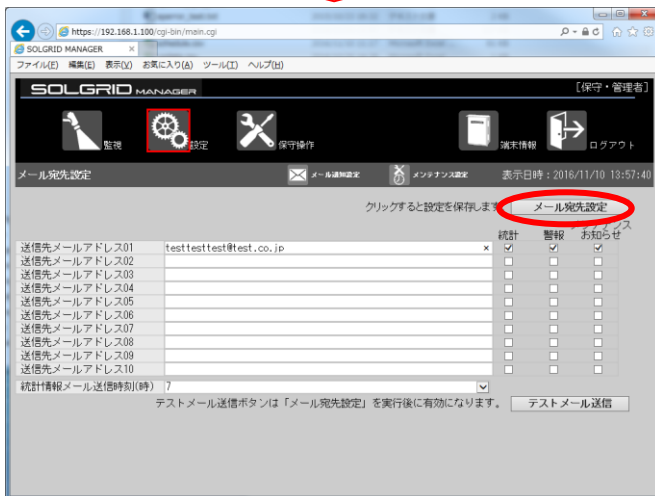 https://192.168.1.100/cgi-bin/main.cgi
SOLGRID MANAGER ×
ファイル(F) 編集(E) 表示(V) お気に入り(A) ツール(T) ヘルプ(H)
SOLGRID MANAGER [保守・管理者]
監視 設定 保守操作 端末情報 ログアウト
メール宛先設定 メール通知設定 メンテナンス設定 表示日時：2016/11/10 13:57:40
クリックすると設定を保存します メール宛先設定
統計 警報 メンテナンス
お知らせ
送信先メールアドレス01 testtesttest@test.co.jp ×
送信先メールアドレス02
送信先メールアドレス03
送信先メールアドレス04
送信先メールアドレス05
送信先メールアドレス06
送信先メールアドレス07
送信先メールアドレス08
送信先メールアドレス09
送信先メールアドレス10
統計情報メール送信時刻(時) 7
テストメール送信ボタンは「メール宛先設定」を実行後に有効になります。 テストメール送信